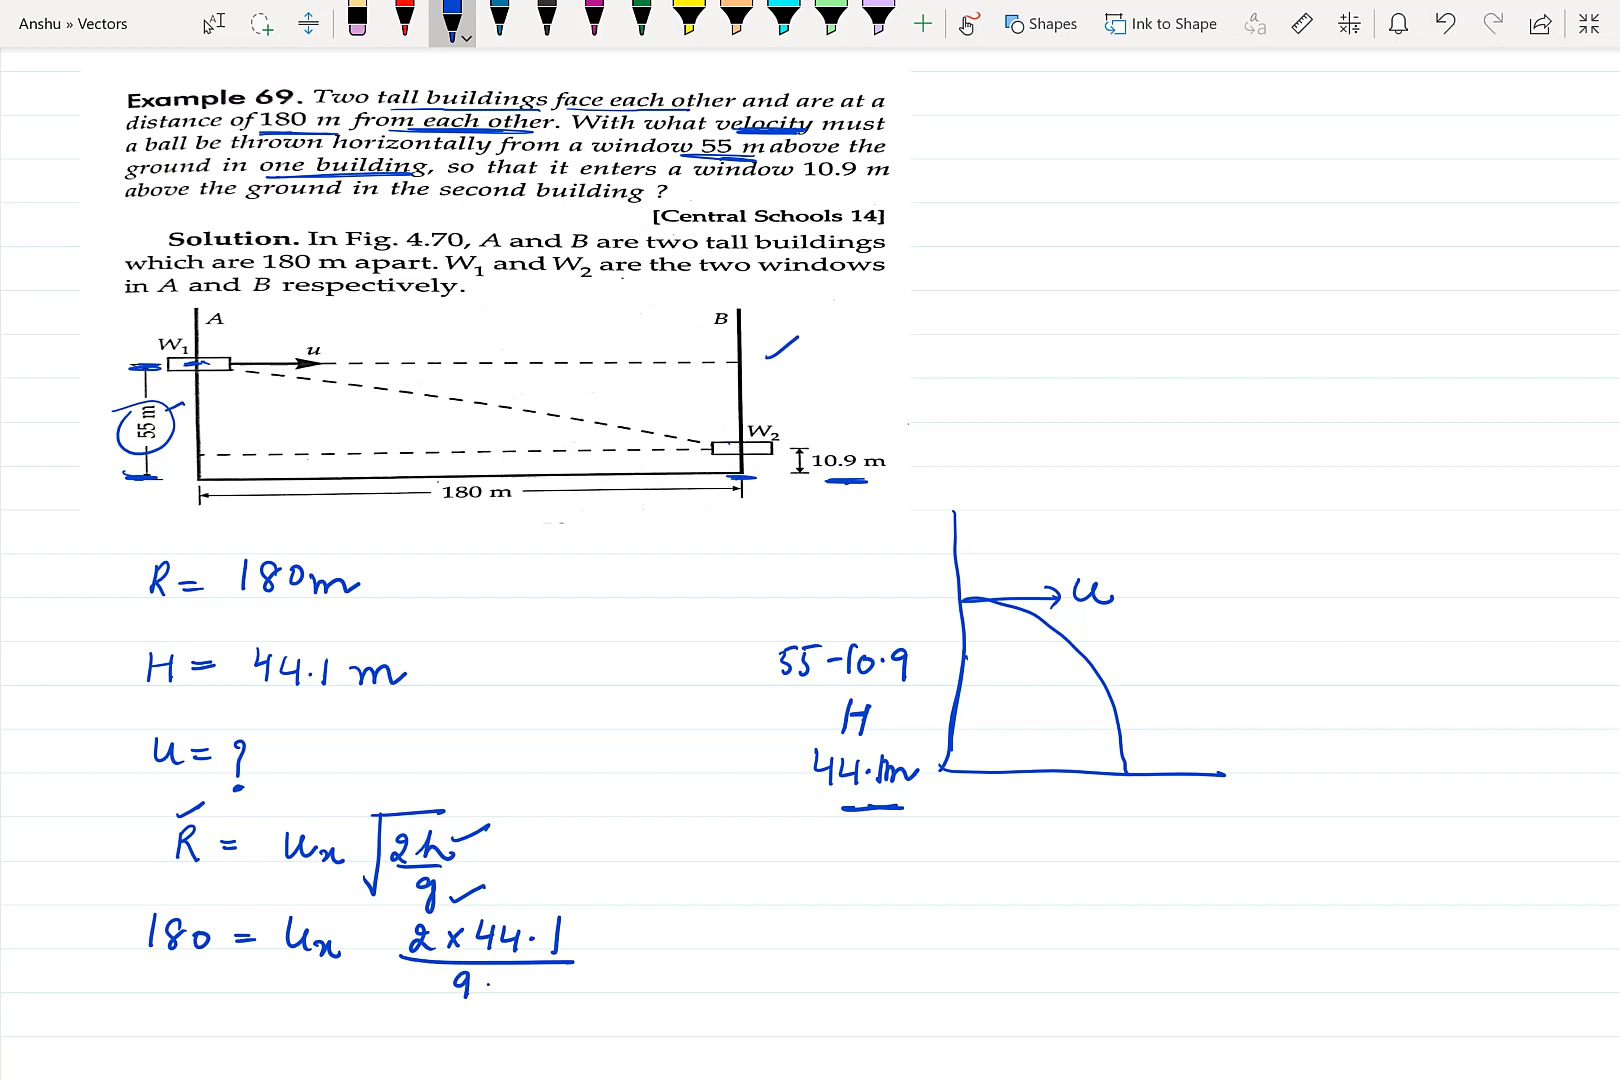 Anshu » Vectors
Shapes
Ink to Shape
Example 69. Two tall buildings face each other and are at a
distance of 180 m from each other. With what velocity must
a ball be thrown horizontally from a window 55 m above the
ground in one building, so that it enters a window 10.9 m
above the ground in the second building ?
[Central Schools 14]
Solution. In Fig. 4.70, A and B are two tall buildings
which are 180 m apart. W₁ and W₂ are the two windows
in A and B respectively.
A
B
W₁
u
55 m
W₂
10.9 m
180 m
R = 180m
u
H = 44.1 m
55-10.9
H
u = ?
44.1m
R = uₓ √2h/g
180 = uₓ 2 × 44.1
9.